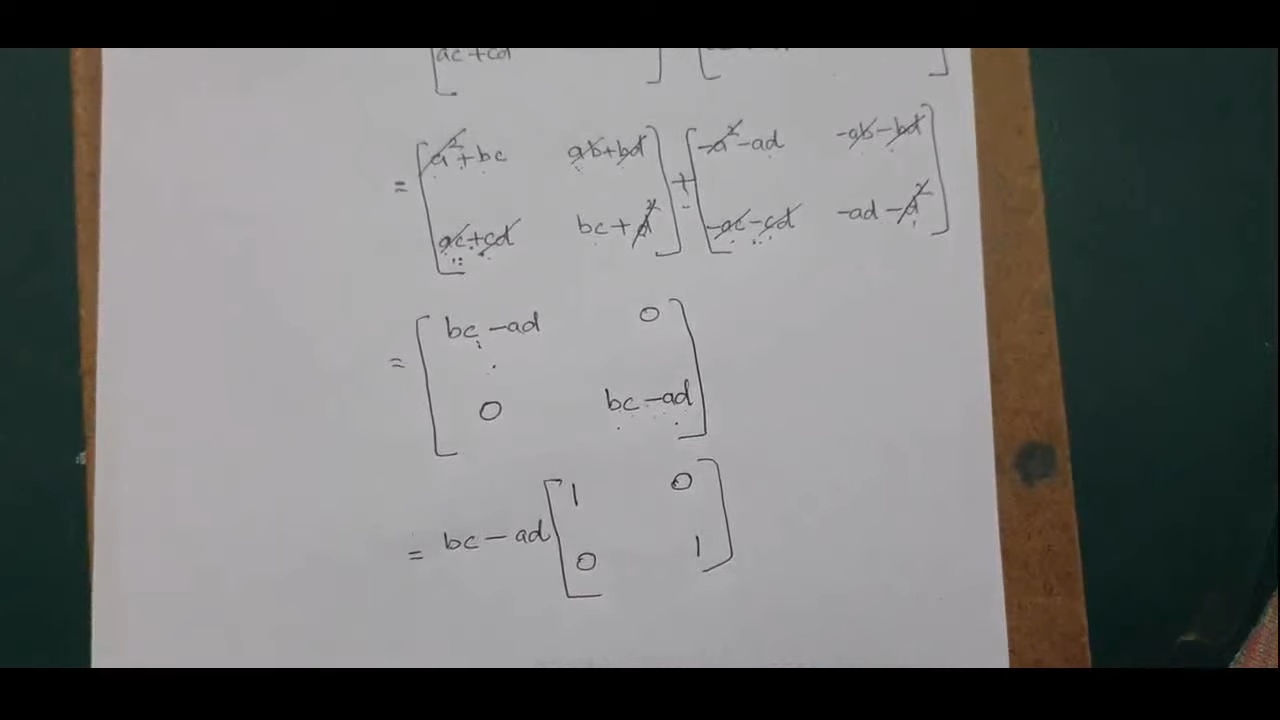 ac+cd
= [a²+bc ab+bd] + [-a²-ad -ab-bd]
[ac+cd bc+d²] [-ac-cd -ad-d²]
= [bc-ad 0]
[0 bc-ad]
= bc-ad [1 0]
[0 1]